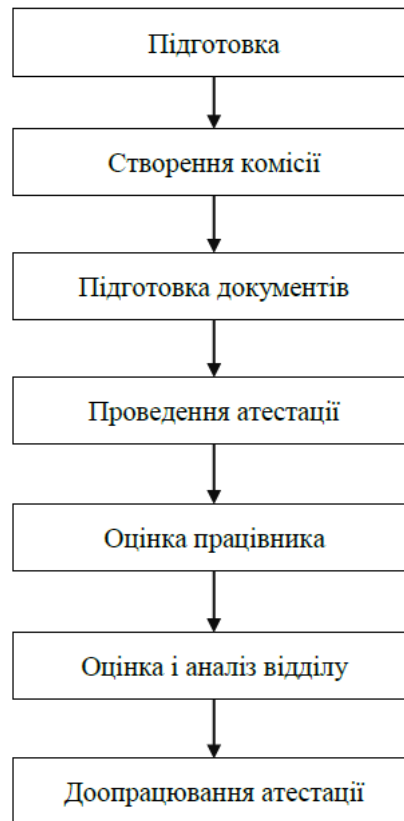 Підготовка
Створення комісії
Підготовка документів
Проведення атестації
Оцінка працівника
Оцінка і аналіз відділу
Доопрацювання атестації